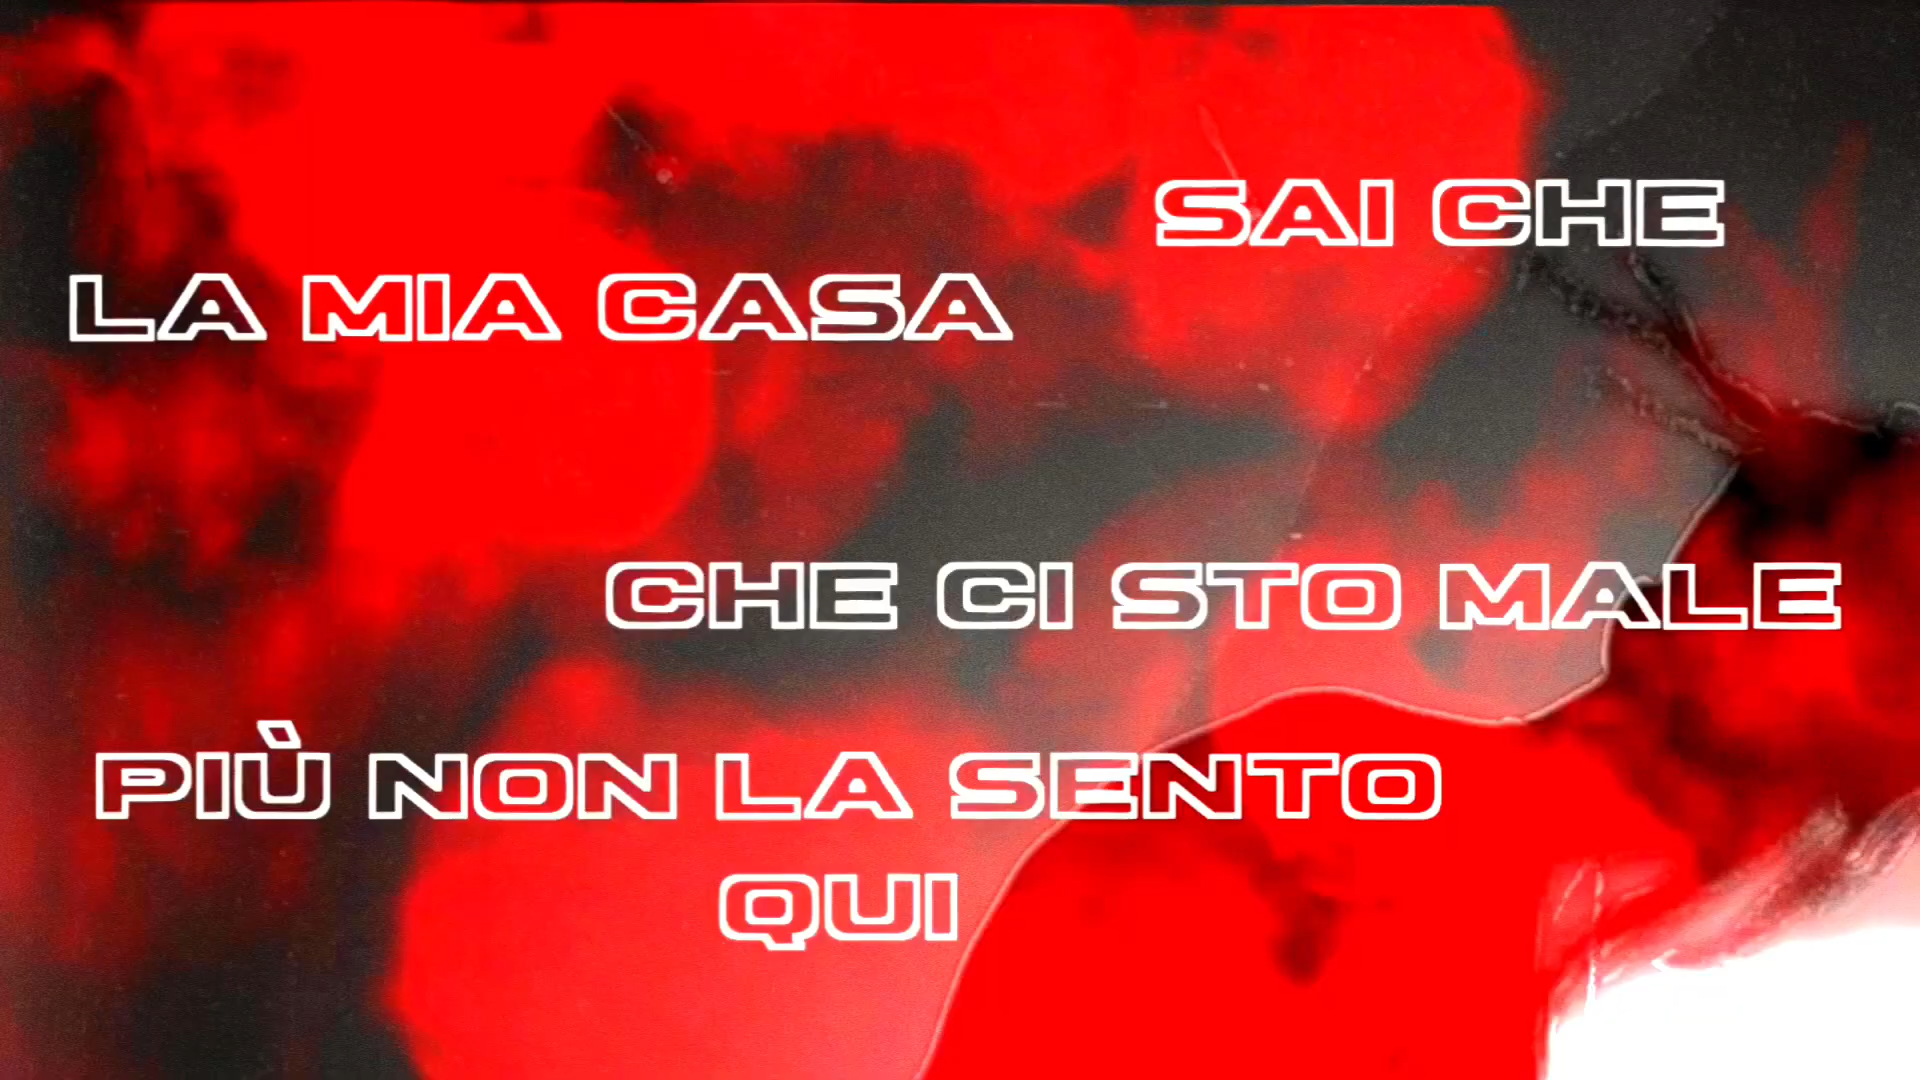 SAI CHE
LA MIA CASA
CHE CI STO MALE
PIÙ NON LA SENTO
QUI